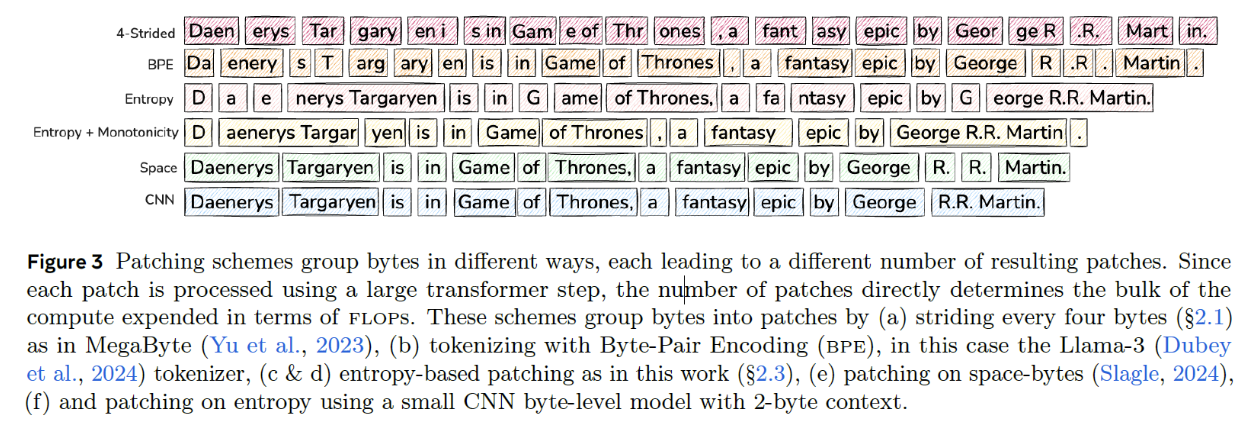 4-Strided Daen erys Tar gary en i s in Gam e of Thr ones , a fant asy epic by Geor ge R .R. Mart in.
BPE Da enery s T arg ary en is in Game of Thrones , a fantasy epic by George R .R . Martin .
Entropy D a e nerys Targaryen is in G ame of Thrones, a fa ntasy epic by G eorge R.R. Martin.
Entropy + Monotonicity D aenerys Targar yen is in Game of Thrones , a fantasy epic by George R.R. Martin .
Space Daenerys Targaryen is in Game of Thrones, a fantasy epic by George R. R. Martin.
CNN Daenerys Targaryen is in Game of Thrones, a fantasy epic by George R.R. Martin.
Figure 3 Patching schemes group bytes in different ways, each leading to a different number of resulting patches. Since
each patch is processed using a large transformer step, the number of patches directly determines the bulk of the
compute expended in terms of FLOPs. These schemes group bytes into patches by (a) striding every four bytes (§2.1)
as in MegaByte (Yu et al., 2023), (b) tokenizing with Byte-Pair Encoding (BPE), in this case the Llama-3 (Dubey
et al., 2024) tokenizer, (c & d) entropy-based patching as in this work (§2.3), (e) patching on space-bytes (Slagle, 2024),
(f) and patching on entropy using a small CNN byte-level model with 2-byte context.